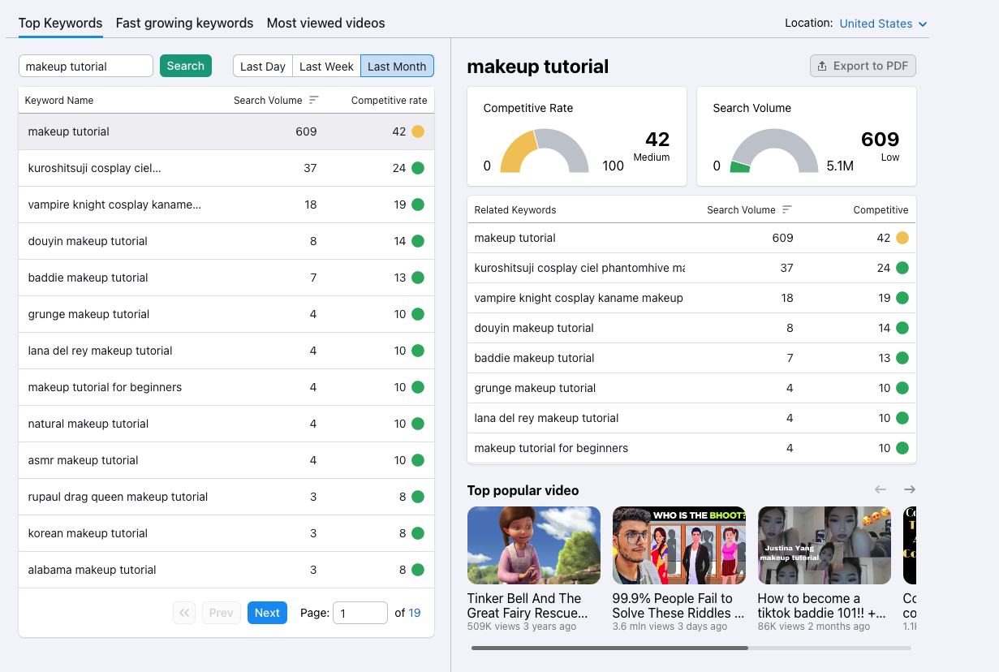 Top Keywords Fast growing keywords Most viewed videos
Location: United States
makeup tutorial Search Last Day Last Week Last Month
Keyword Name Search Volume Competitive rate
makeup tutorial 609 42
kuroshitsuji cosplay ciel... 37 24
vampire knight cosplay kaname... 18 19
douyin makeup tutorial 8 14
baddie makeup tutorial 7 13
grunge makeup tutorial 4 10
lana del rey makeup tutorial 4 10
makeup tutorial for beginners 4 10
natural makeup tutorial 4 10
asmr makeup tutorial 4 10
rupaul drag queen makeup tutorial 3 8
korean makeup tutorial 3 8
alabama makeup tutorial 3 8
Prev Next Page: 1 of 19
makeup tutorial Export to PDF
Competitive Rate
0 100
42
Medium
Search Volume
0 5.1M
609
Low
Related Keywords Search Volume Competitive
makeup tutorial 609 42
kuroshitsuji cosplay ciel phantomhive 37 24
vampire knight cosplay kaname makeup 18 19
douyin makeup tutorial 8 14
baddie makeup tutorial 7 13
grunge makeup tutorial 4 10
lana del rey makeup tutorial 4 10
makeup tutorial for beginners 4 10
Top popular video
WHO IS THE BHOOT?
Justina Yang
makeup tutorial
Tinker Bell And The
Great Fairy Rescue...
509K views 3 years ago
99.9% People Fail to
Solve These Riddles ...
3.6 mln views 3 days ago
How to become a
tiktok baddie 101!! +...
86K views 2 months ago